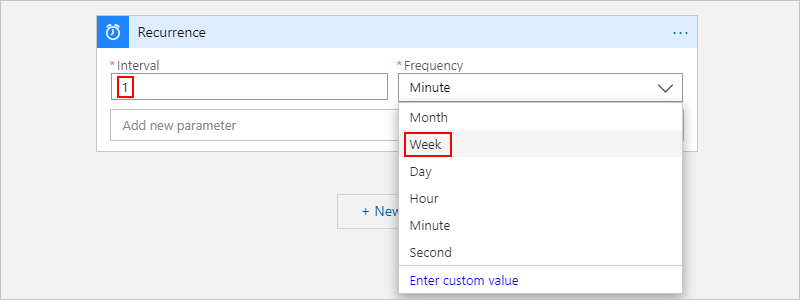 Recurrence
...
* Interval
* Frequency
1
Minute
Add new parameter
Month
Week
Day
Hour
Minute
Second
Enter custom value
+ New